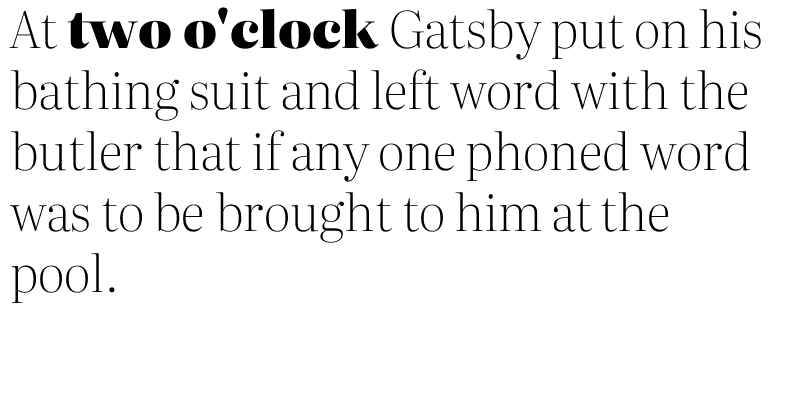 At two o'clock Gatsby put on his
bathing suit and left word with the
butler that if any one phoned word
was to be brought to him at the
pool.